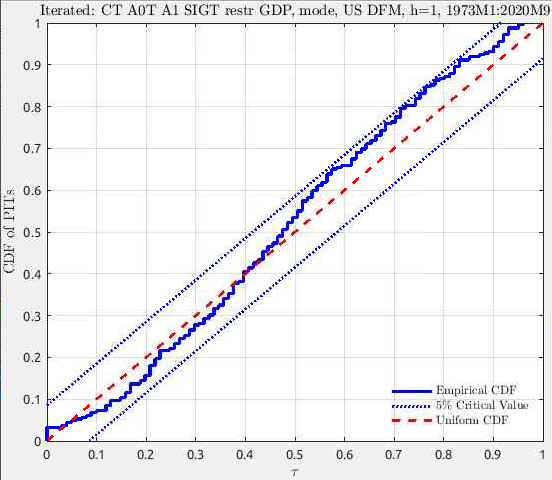 Iterated: CT A0T A1 SIGT restr GDP, mode, US DFM, h=1, 1973M1:2020M9
1
0.9
0.8
0.7
0.6
0.5
0.4
0.3
0.2
0.1
0
CDF of PITs
Empirical CDF
5% Critical Value
Uniform CDF
0 0.1 0.2 0.3 0.4 0.5 0.6 0.7 0.8 0.9 1
τ